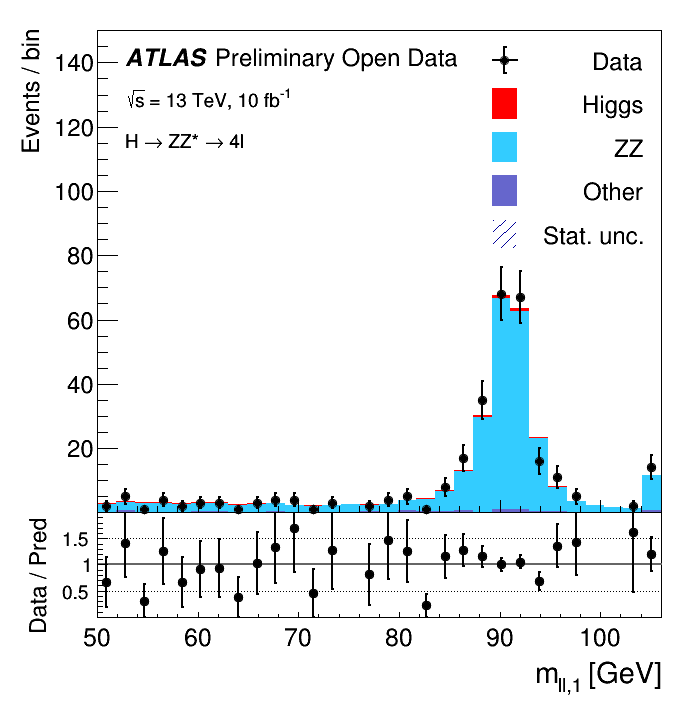 ATLAS Preliminary Open Data
√s = 13 TeV, 10 fb⁻¹
H → ZZ* → 4l
Data
Higgs
ZZ
Other
Stat. unc.
Events / bin
140
120
100
80
60
40
20
Data / Pred
1.5
1
0.5
50 60 70 80 90 100
m_ll,1 [GeV]